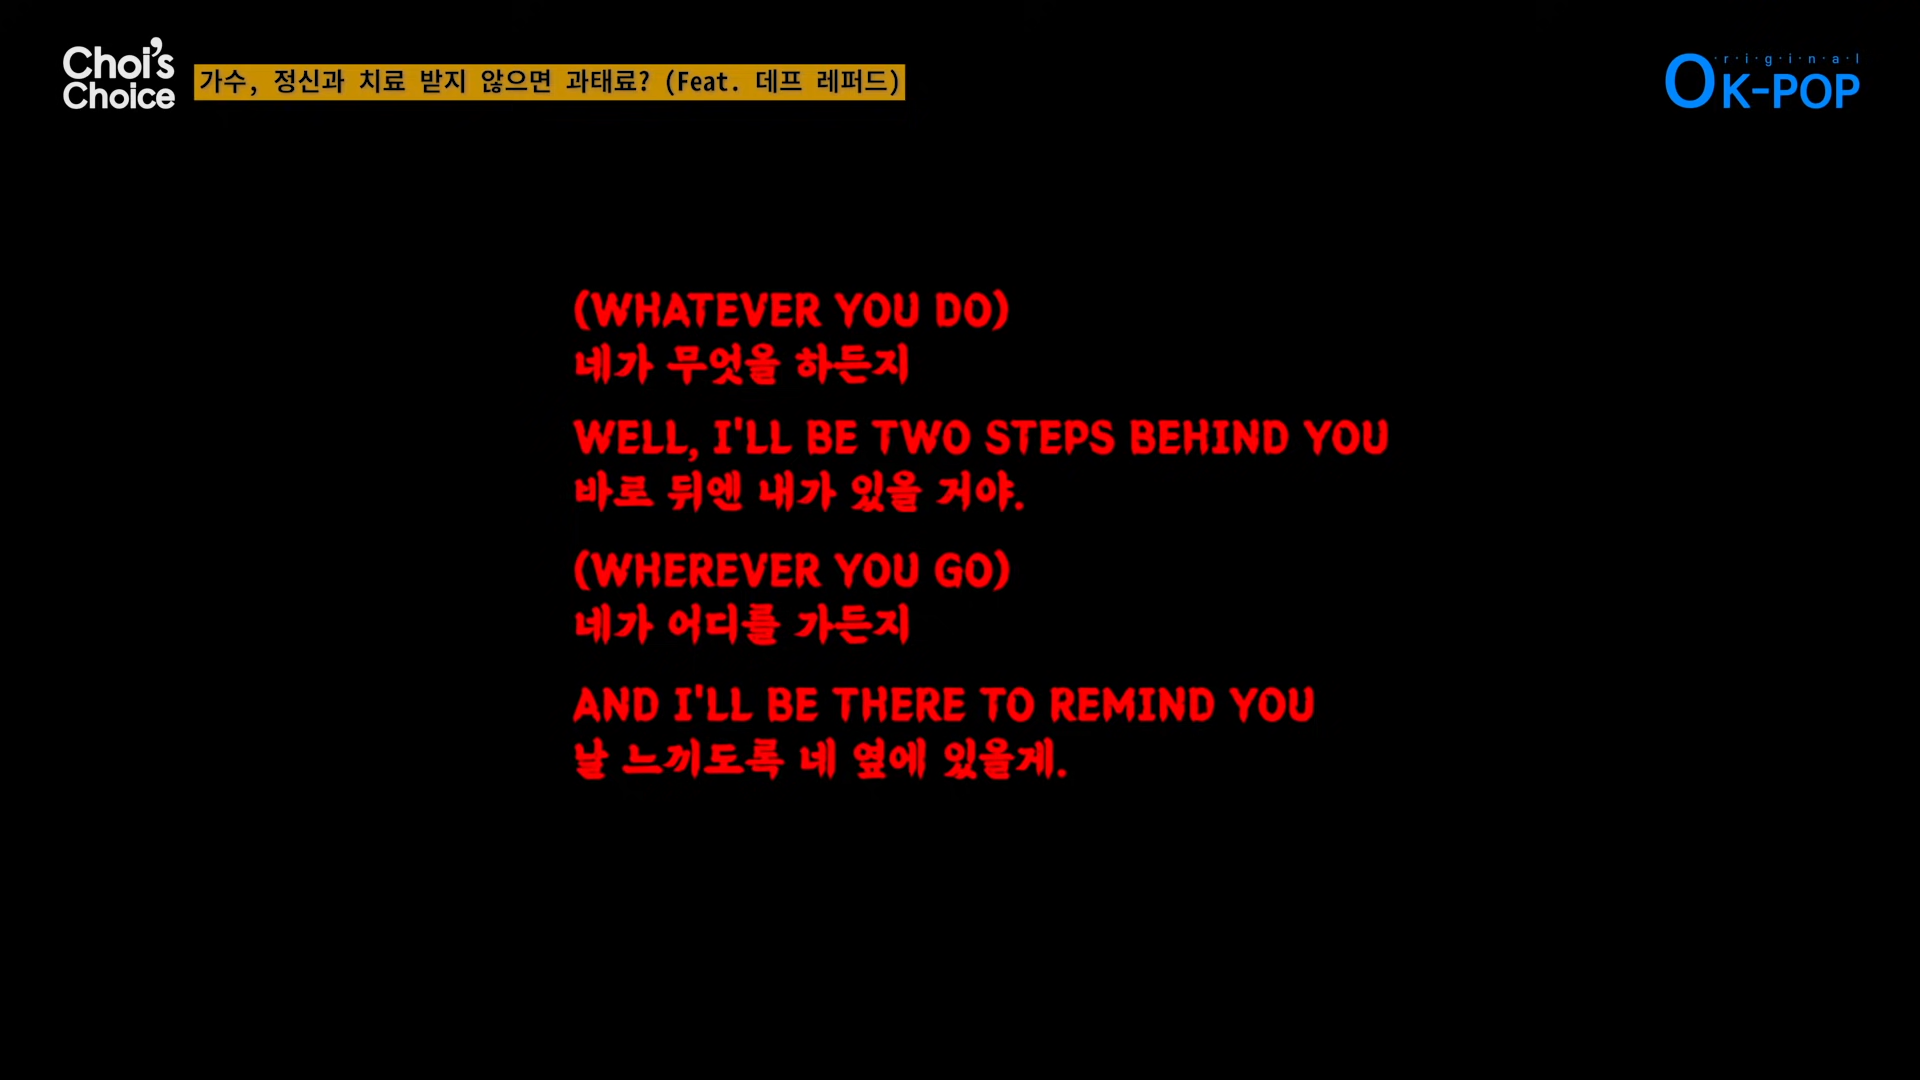 Choi's
Choice
가수, 정신과 치료 받지 않으면 과태료? (Feat. 데프 레퍼드)
Original
K-POP
(WHATEVER YOU DO)
네가 무엇을 하든지
WELL, I'LL BE TWO STEPS BEHIND YOU
바로 뒤엔 내가 있을 거야.
(WHEREVER YOU GO)
네가 어디를 가든지
AND I'LL BE THERE TO REMIND YOU
날 느끼도록 네 옆에 있을게.